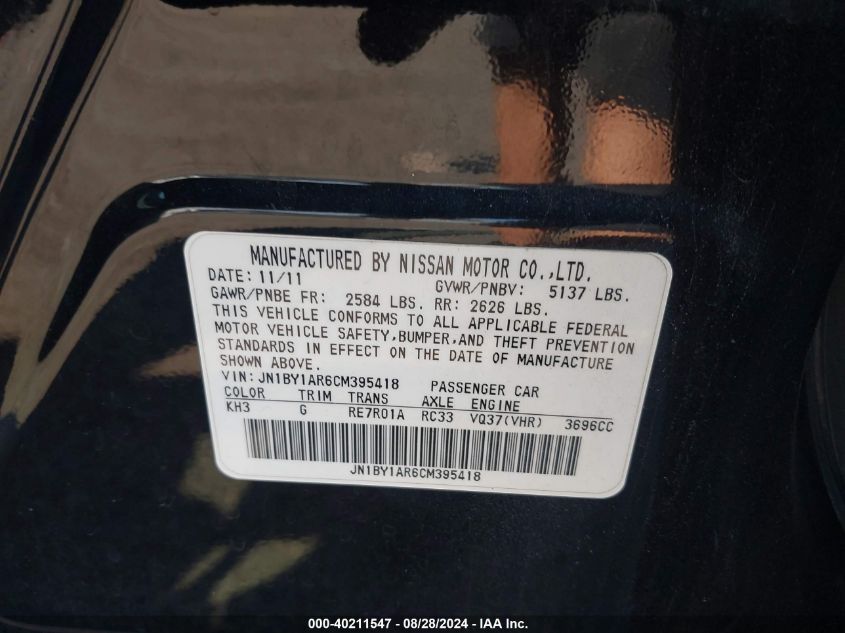 MANUFACTURED BY NISSAN MOTOR CO.,LTD.
DATE: 11/11 GVWR/PNBV: 5137 LBS.
GAWR/PNBE FR: 2584 LBS. RR: 2626 LBS.
THIS VEHICLE CONFORMS TO ALL APPLICABLE FEDERAL
MOTOR VEHICLE SAFETY,BUMPER,AND THEFT PREVENTION
STANDARDS IN EFFECT ON THE DATE OF MANUFACTURE
SHOWN ABOVE.
VIN: JN1BY1AR6CM395418 PASSENGER CAR
COLOR TRIM TRANS AXLE ENGINE
KH3 G RE7R01A RC33 VQ37(VHR) 3696CC
JN1BY1AR6CM395418
000-40211547 - 08/28/2024 - IAA Inc.